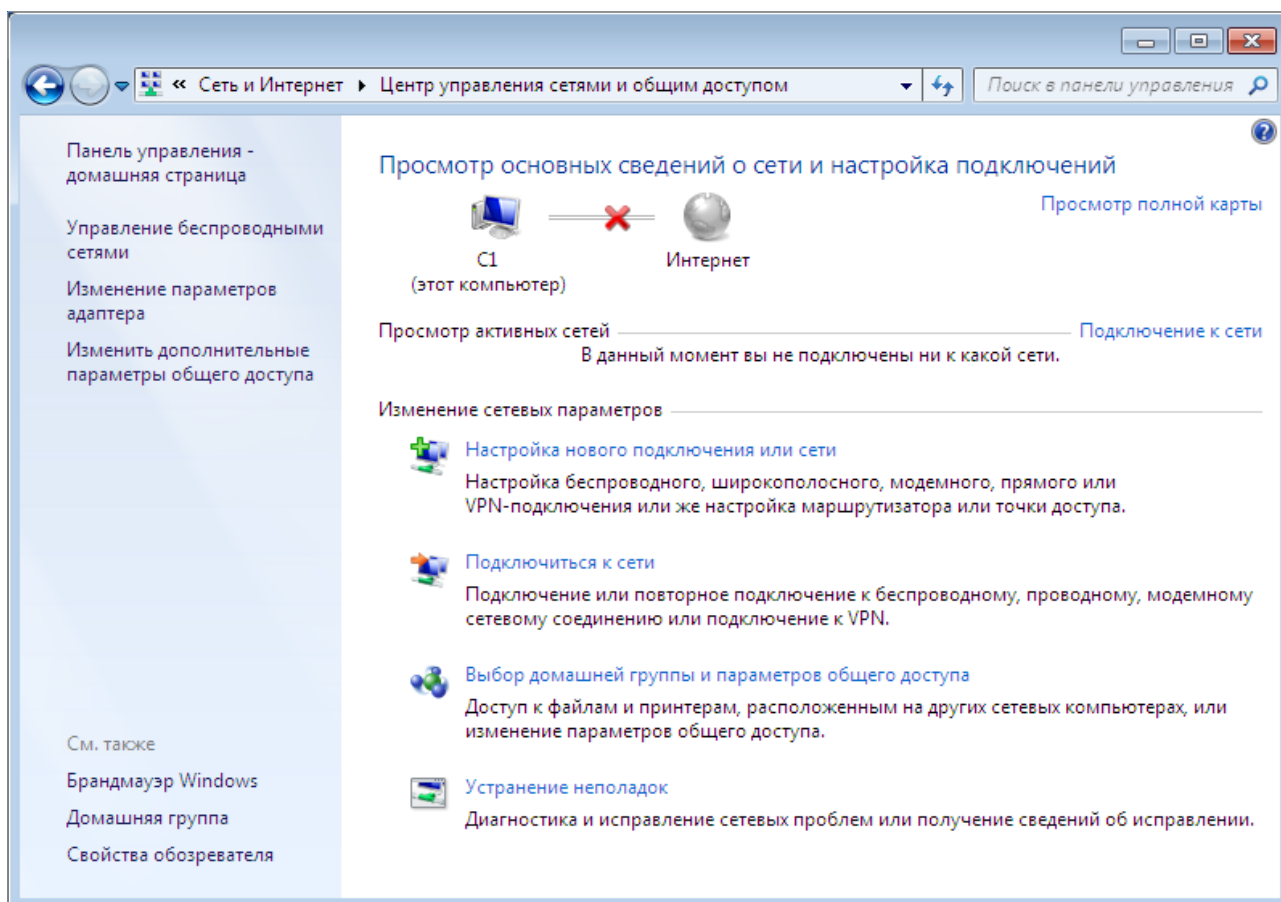 « Сеть и Интернет ▸ Центр управления сетями и общим доступом
Поиск в панели управления
Панель управления -
домашняя страница
Управление беспроводными
сетями
Изменение параметров
адаптера
Изменить дополнительные
параметры общего доступа
См. также
Брандмауэр Windows
Домашняя группа
Свойства обозревателя
Просмотр основных сведений о сети и настройка подключений
Просмотр полной карты
C1
(этот компьютер)
Интернет
Просмотр активных сетей
Подключение к сети
В данный момент вы не подключены ни к какой сети.
Изменение сетевых параметров
Настройка нового подключения или сети
Настройка беспроводного, широкополосного, модемного, прямого или
VPN-подключения или же настройка маршрутизатора или точки доступа.
Подключиться к сети
Подключение или повторное подключение к беспроводному, проводному, модемному
сетевому соединению или подключение к VPN.
Выбор домашней группы и параметров общего доступа
Доступ к файлам и принтерам, расположенным на других сетевых компьютерах, или
изменение параметров общего доступа.
Устранение неполадок
Диагностика и исправление сетевых проблем или получение сведений об исправлении.